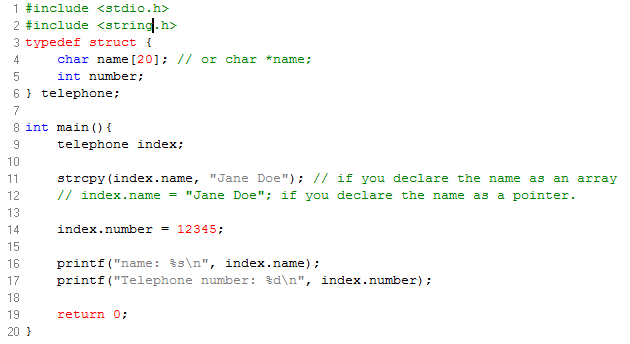 1 #include <stdio.h>
2 #include <string.h>
3 typedef struct {
4     char name[20]; // or char *name;
5     int number;
6 } telephone;
7
8 int main(){
9     telephone index;
10
11     strcpy(index.name, "Jane Doe"); // if you declare the name as an array
12     // index.name = "Jane Doe"; if you declare the name as a pointer.
13
14     index.number = 12345;
15
16     printf("name: %s\n", index.name);
17     printf("Telephone number: %d\n", index.number);
18
19     return 0;
20 }